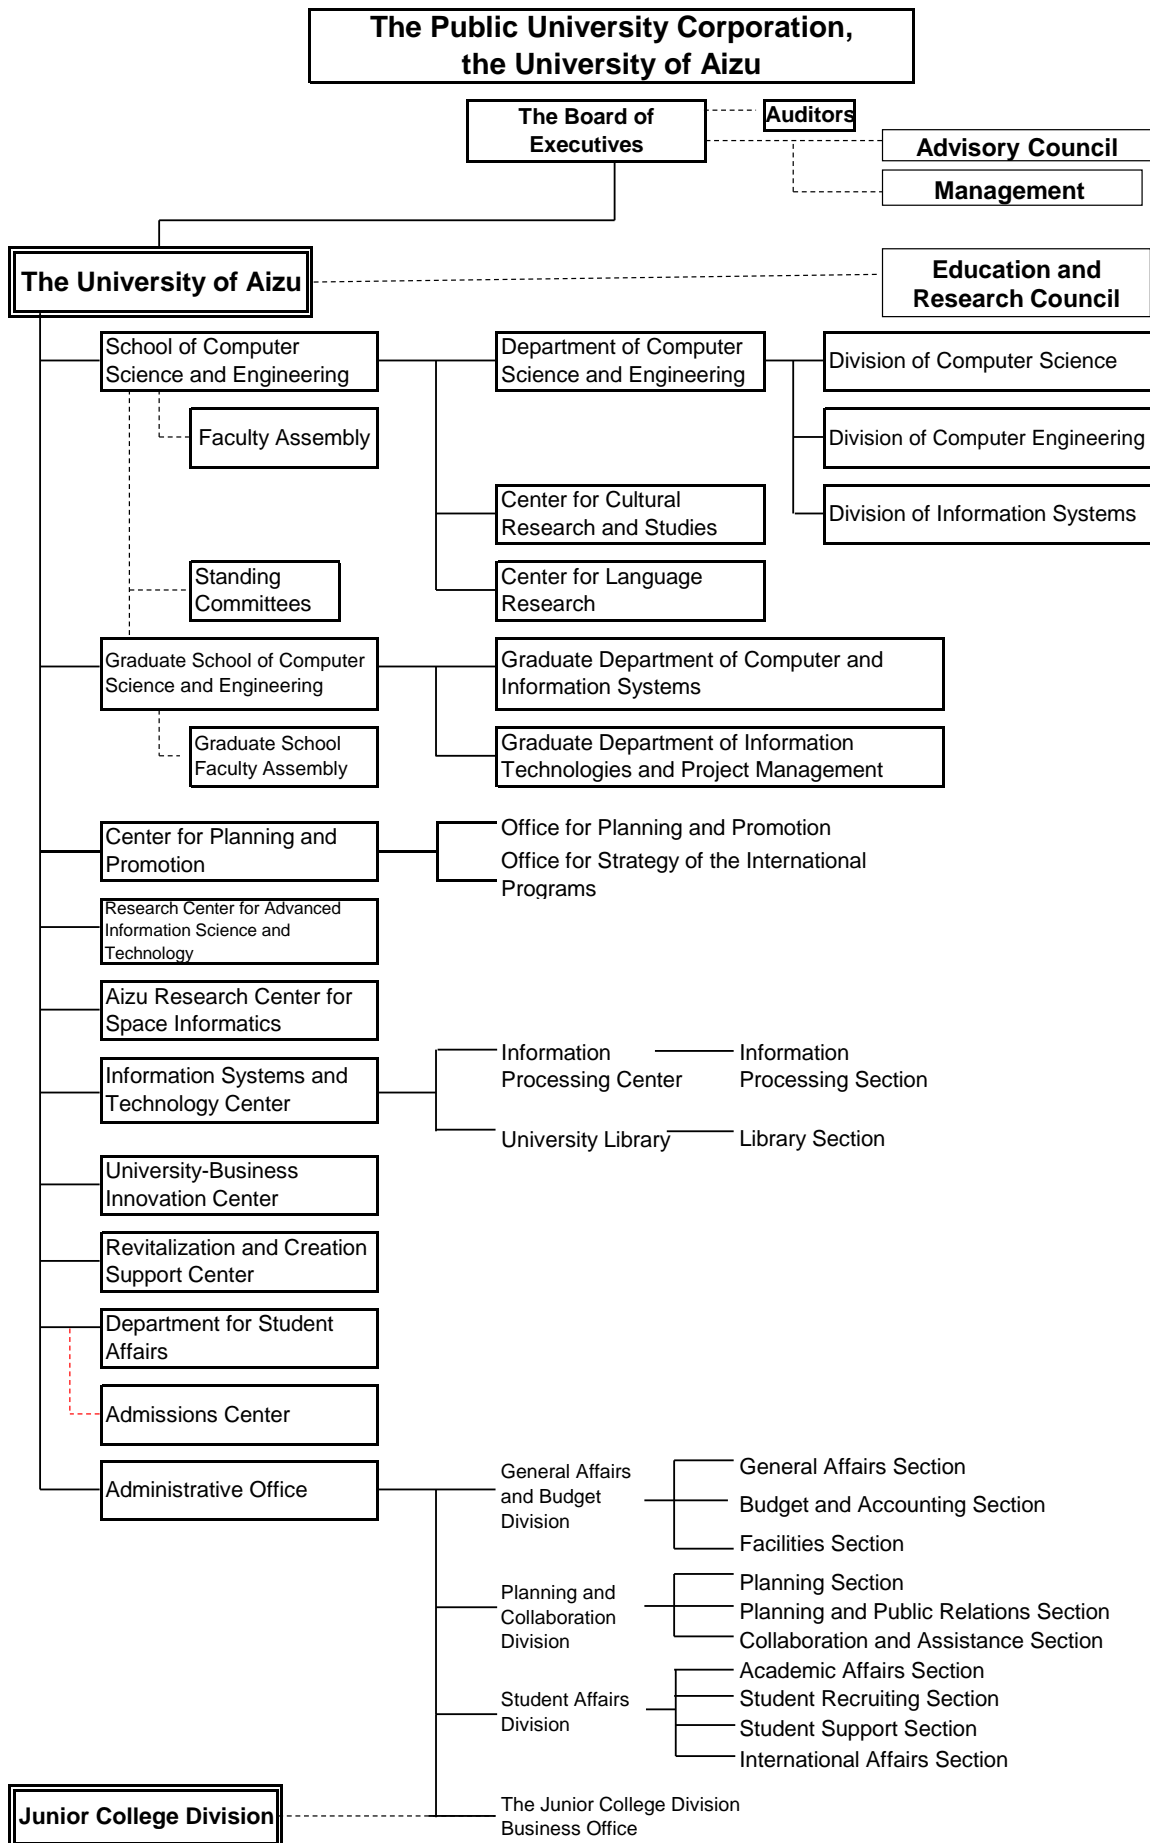 The Public University Corporation,
the University of Aizu
The Board of
Executives
Auditors
Advisory Council
Management
The University of Aizu
Education and
Research Council
School of Computer
Science and Engineering
Department of Computer
Science and Engineering
Division of Computer Science
Faculty Assembly
Division of Computer Engineering
Center for Cultural
Research and Studies
Division of Information Systems
Standing
Committees
Center for Language
Research
Graduate School of Computer
Science and Engineering
Graduate Department of Computer and
Information Systems
Graduate School
Faculty Assembly
Graduate Department of Information
Technologies and Project Management
Center for Planning and
Promotion
Office for Planning and Promotion
Office for Strategy of the International
Programs
Research Center for Advanced
Information Science and
Technology
Aizu Research Center for
Space Informatics
Information Systems and
Technology Center
Information
Processing Center
Information
Processing Section
University Library
Library Section
University-Business
Innovation Center
Revitalization and Creation
Support Center
Department for Student
Affairs
Admissions Center
Administrative Office
General Affairs
and Budget
Division
General Affairs Section
Budget and Accounting Section
Facilities Section
Planning and
Collaboration
Division
Planning Section
Planning and Public Relations Section
Collaboration and Assistance Section
Student Affairs
Division
Academic Affairs Section
Student Recruiting Section
Student Support Section
International Affairs Section
Junior College Division
The Junior College Division
Business Office